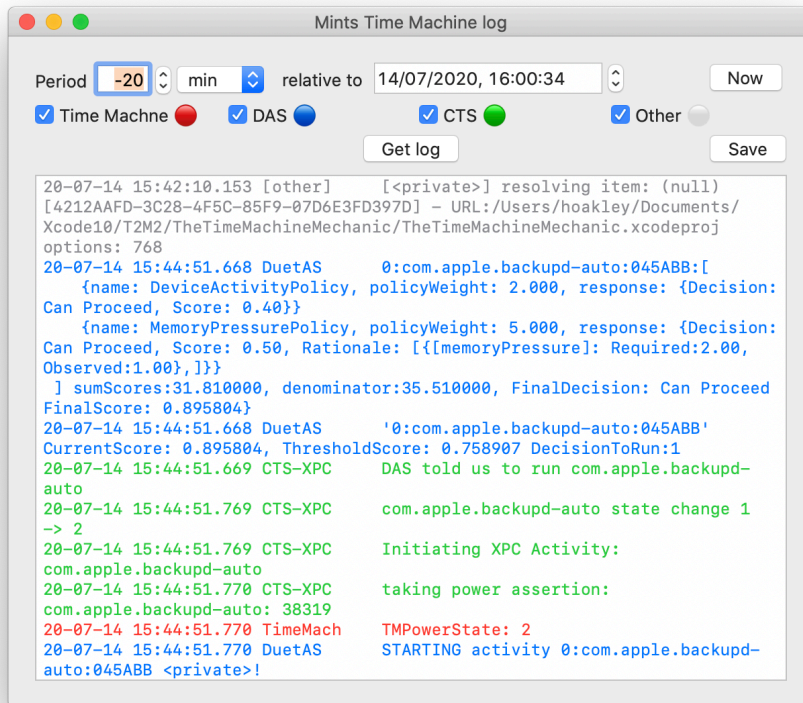 Mints Time Machine log
Period -20 min relative to 14/07/2020, 16:00:34 Now
Time Machne DAS CTS Other
Get log Save
20-07-14 15:42:10.153 [other] [<private>] resolving item: (null)
[4212AAFD-3C28-4F5C-85F9-07D6E3FD397D] - URL:/Users/hoakley/Documents/
Xcode10/T2M2/TheTimeMachineMechanic/TheTimeMachineMechanic.xcodeproj
options: 768
20-07-14 15:44:51.668 DuetAS 0:com.apple.backupd-auto:045ABB:[
{name: DeviceActivityPolicy, policyWeight: 2.000, response: {Decision:
Can Proceed, Score: 0.40}}
{name: MemoryPressurePolicy, policyWeight: 5.000, response: {Decision:
Can Proceed, Score: 0.50, Rationale: [{[memoryPressure]: Required:2.00,
Observed:1.00},]}}
] sumScores:31.810000, denominator:35.510000, FinalDecision: Can Proceed
FinalScore: 0.895804}
20-07-14 15:44:51.668 DuetAS '0:com.apple.backupd-auto:045ABB'
CurrentScore: 0.895804, ThresholdScore: 0.758907 DecisionToRun:1
20-07-14 15:44:51.669 CTS-XPC DAS told us to run com.apple.backupd-
auto
20-07-14 15:44:51.769 CTS-XPC com.apple.backupd-auto state change 1
-> 2
20-07-14 15:44:51.769 CTS-XPC Initiating XPC Activity:
com.apple.backupd-auto
20-07-14 15:44:51.770 CTS-XPC taking power assertion:
com.apple.backupd-auto: 38319
20-07-14 15:44:51.770 TimeMach TMPowerState: 2
20-07-14 15:44:51.770 DuetAS STARTING activity 0:com.apple.backupd-
auto:045ABB <private>!